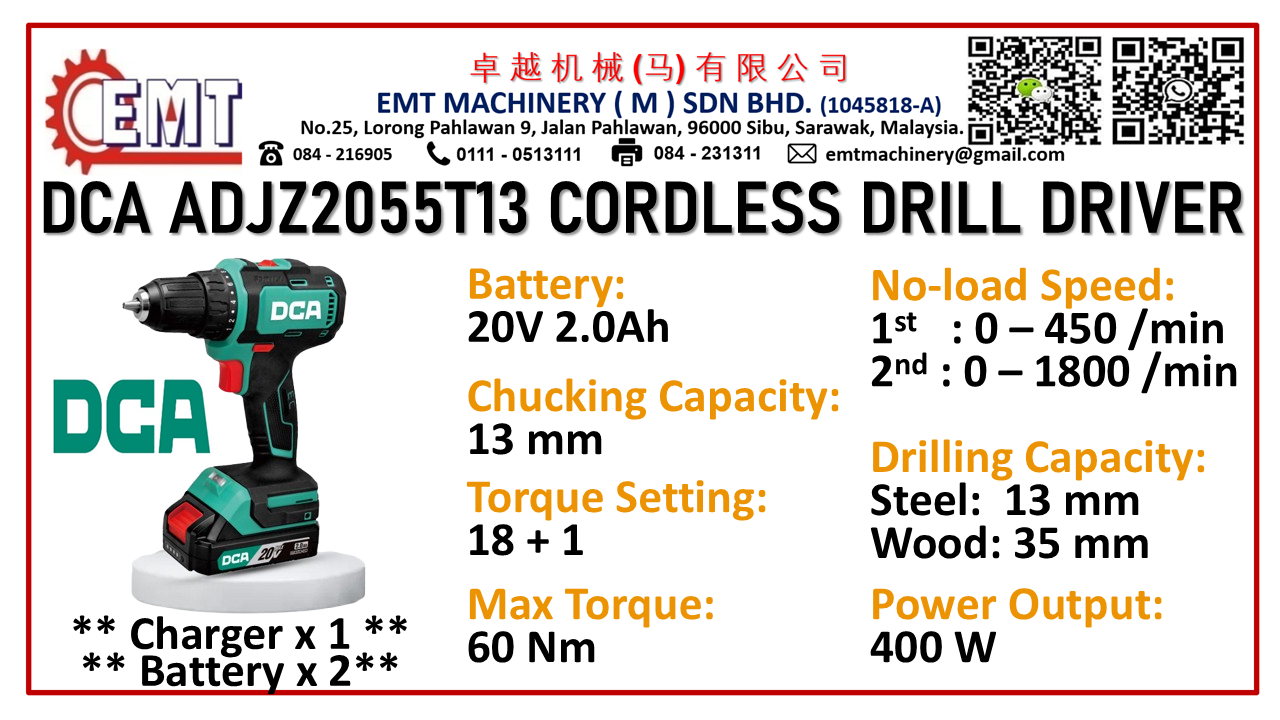 EMT
卓越机械(马)有限公司
EMT MACHINERY ( M ) SDN BHD. (1045818-A)
No.25, Lorong Pahlawan 9, Jalan Pahlawan, 96000 Sibu, Sarawak, Malaysia.
084 - 216905 0111 - 0513111 084 - 231311 emtmachinery@gmail.com
DCA ADJZ2055T13 CORDLESS DRILL DRIVER
DCA
DCA
DCA 20V 2.0Ah
** Charger x 1 **
** Battery x 2**
Battery:
20V 2.0Ah
Chucking Capacity:
13 mm
Torque Setting:
18 + 1
Max Torque:
60 Nm
No-load Speed:
1st : 0 – 450 /min
2nd : 0 – 1800 /min
Drilling Capacity:
Steel: 13 mm
Wood: 35 mm
Power Output:
400 W